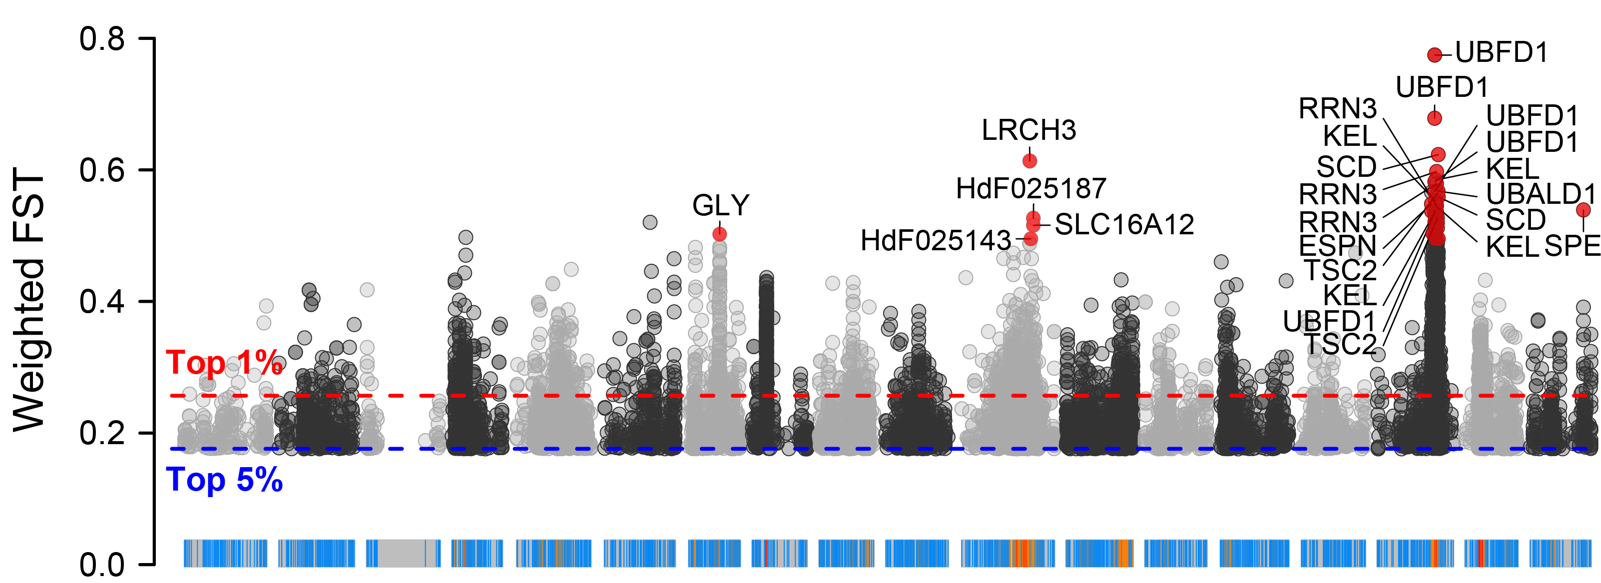 0.8
0.6
0.4
0.2
0.0
Weighted FST
Top 1%
Top 5%
GLY
LRCH3
HdF025187
SLC16A12
HdF025143
UBFD1
UBFD1
RRN3
KEL
SCD
RRN3
RRN3
ESPN
TSC2
KEL
UBFD1
TSC2
UBFD1
UBFD1
KEL
UBALD1
SCD
KEL
SPE